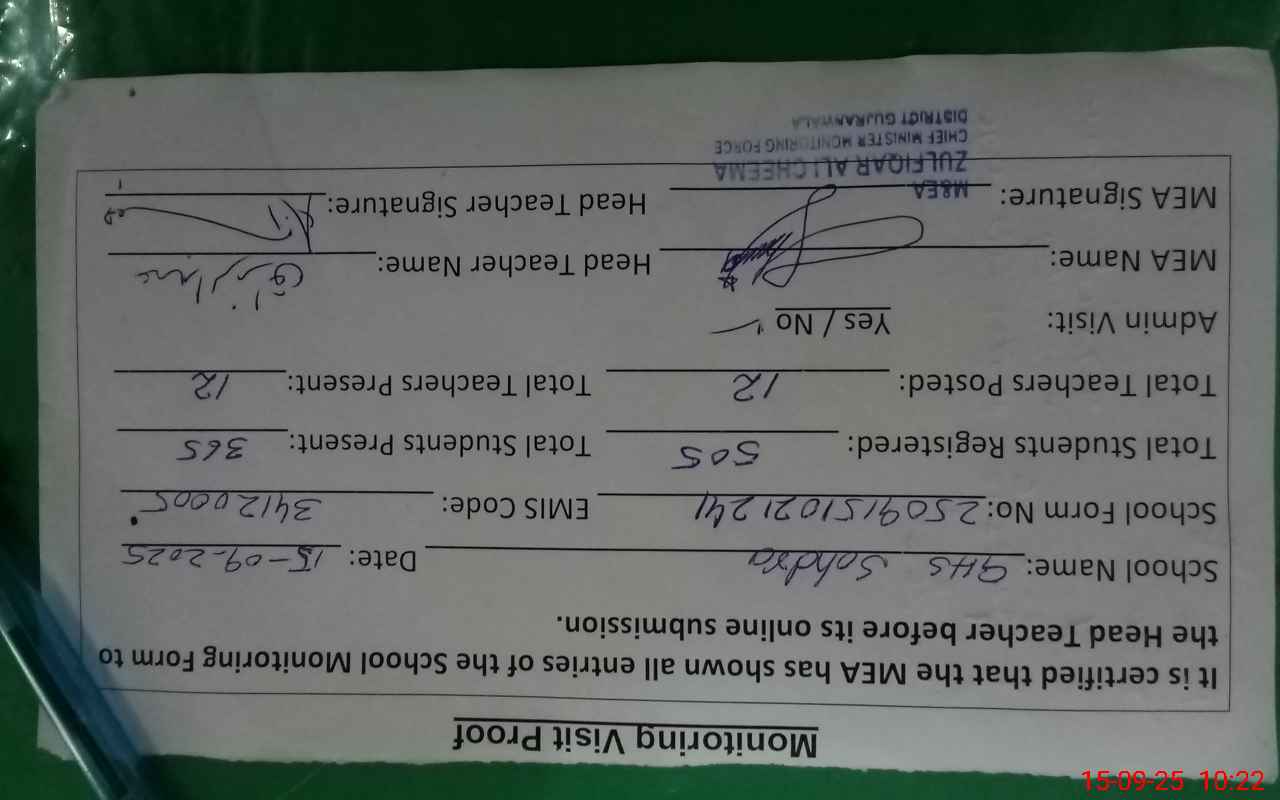 Monitoring Visit Proof
It is certified that the MEA has shown all entries of the School Monitoring Form to
the Head Teacher before its online submission.
School Name: GHS Sohdra Date: 15-09-2025
School Form No: 250915102124 EMIS Code: 34120005
Total Students Registered: 505 Total Students Present: 365
Total Teachers Posted: 12 Total Teachers Present: 12
Admin Visit: Yes / No
MEA Name: Head Teacher Name:
MEA Signature: Head Teacher Signature:
M&EA
ZULFIQAR ALI CHEEMA
CHIEF MINISTER MONITORING FORCE
DISTRICT GUJRANWALA
15-09-25 10:22